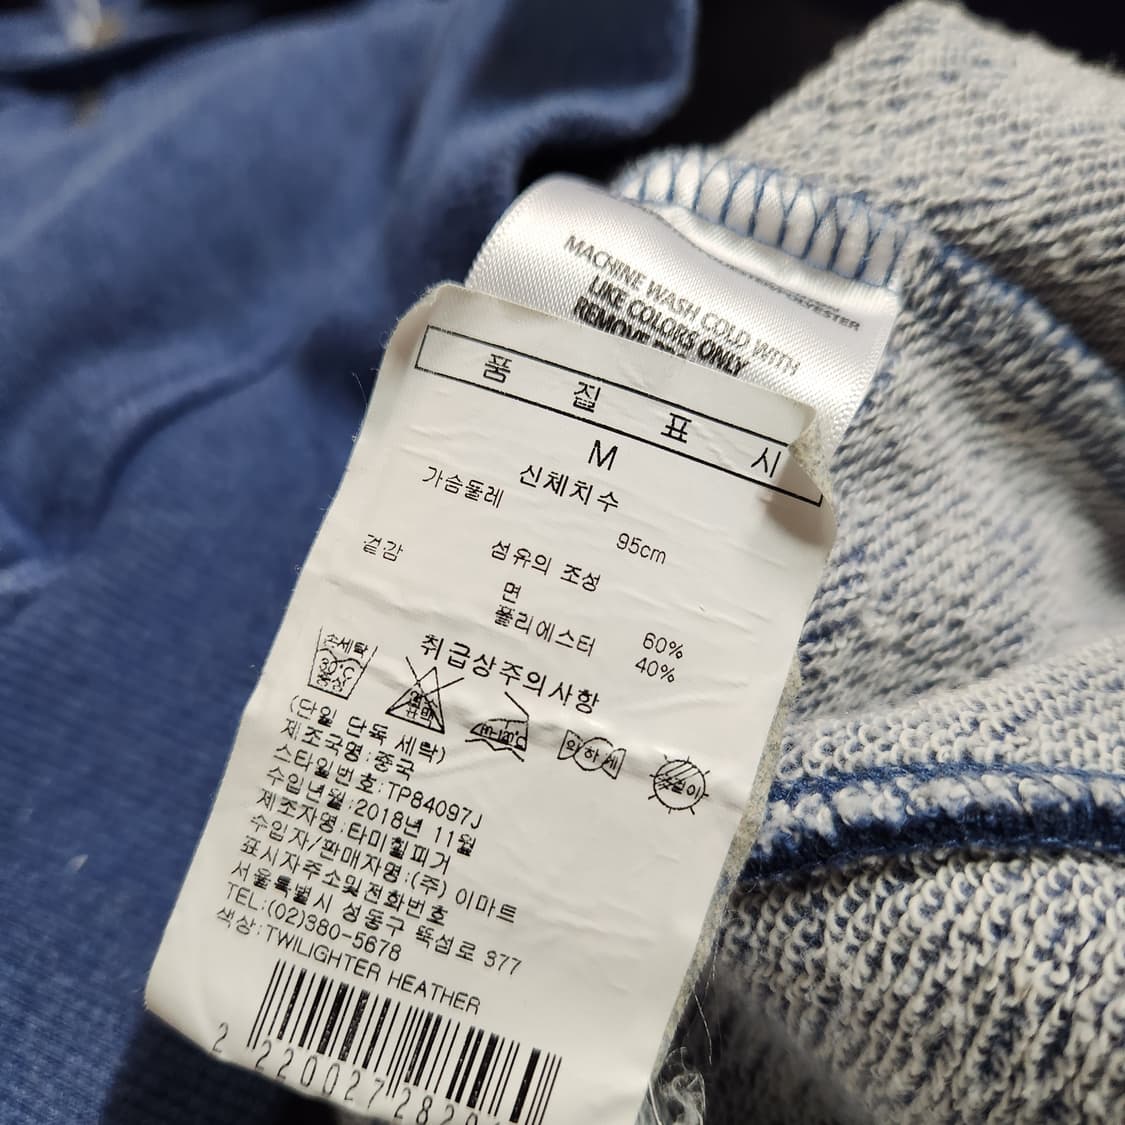 POLYESTER
MACHINE WASH COLD WITH
LIKE COLORS ONLY
REMOVE
품 질 표 시
M
신체치수
가슴둘레 95cm
섬유의 조성
겉감 면 60%
폴리에스터 40%
취급상주의사항
손세탁 30℃ 중성
약하게
(단일 단독 세탁)
제조국명:중국
스타일번호:TP84097J
수입년월:2018년 11월
제조자명:타미힐피거
수입자/판매자명:(주) 이마트
표시자주소및전화번호
서울특별시 성동구 뚝섬로 377
TEL:(02)380-5678
색상:TWILIGHTER HEATHER
2 220027 2820